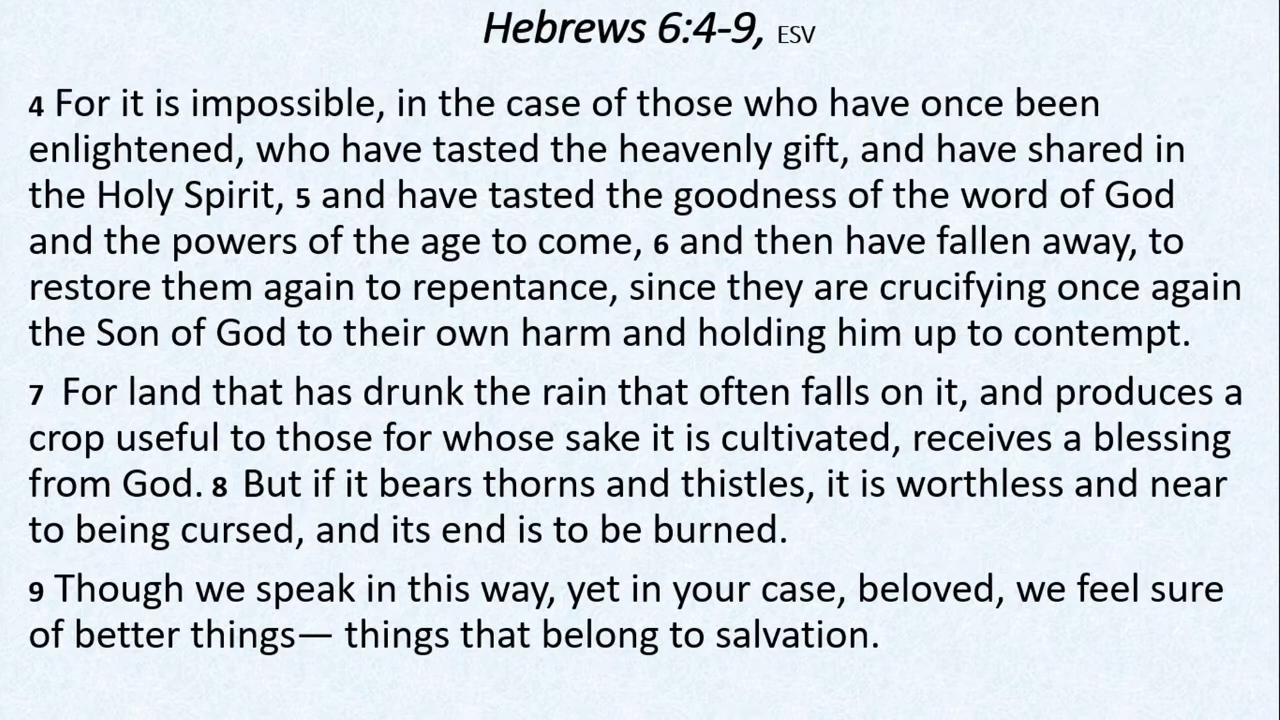 Hebrews 6:4-9, ESV
4 For it is impossible, in the case of those who have once been
enlightened, who have tasted the heavenly gift, and have shared in
the Holy Spirit, 5 and have tasted the goodness of the word of God
and the powers of the age to come, 6 and then have fallen away, to
restore them again to repentance, since they are crucifying once again
the Son of God to their own harm and holding him up to contempt.
7 For land that has drunk the rain that often falls on it, and produces a
crop useful to those for whose sake it is cultivated, receives a blessing
from God. 8 But if it bears thorns and thistles, it is worthless and near
to being cursed, and its end is to be burned.
9 Though we speak in this way, yet in your case, beloved, we feel sure
of better things— things that belong to salvation.